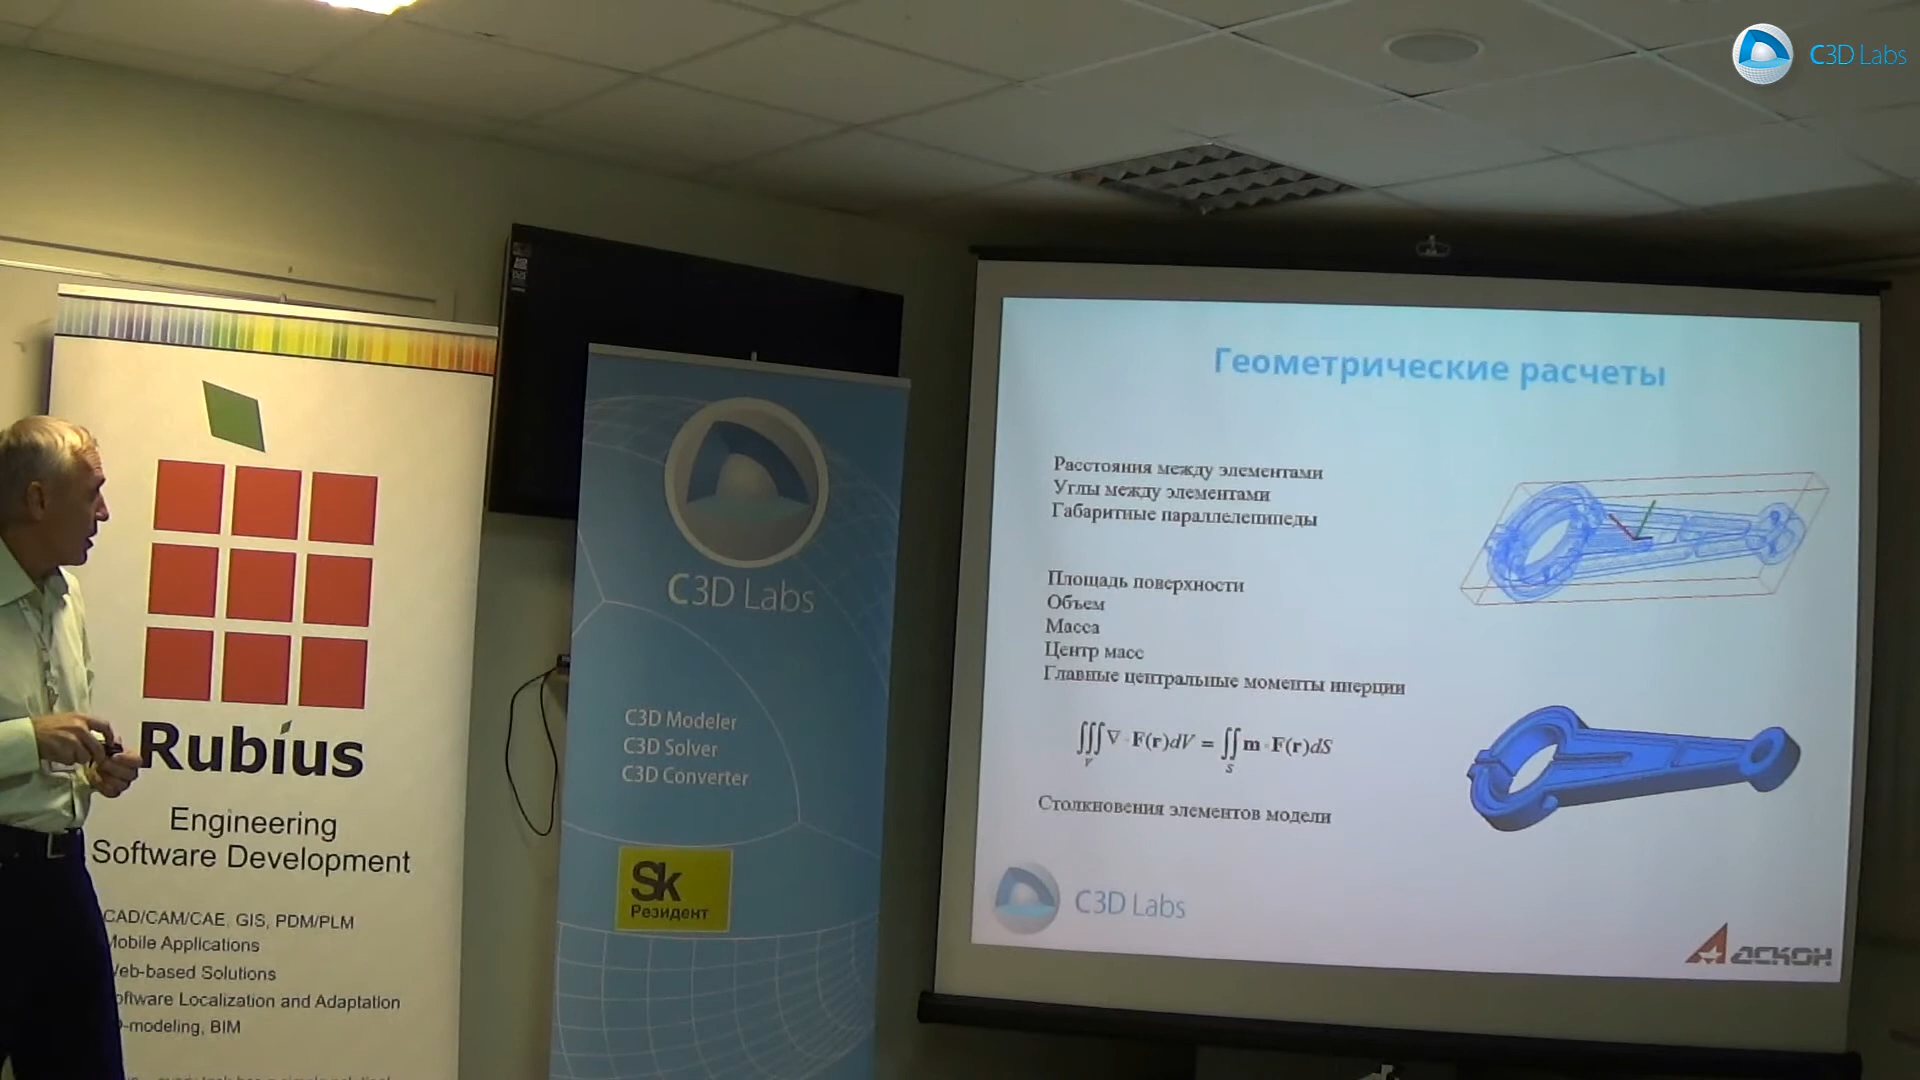 C3D Labs
Rubius
Engineering
Software Development
CAD/CAM/CAE, GIS, PDM/PLM
Mobile Applications
Web-based Solutions
Software Localization and Adaptation
-modeling, BIM
C3D Labs
C3D Modeler
C3D Solver
C3D Converter
Sk
Резидент
Геометрические расчеты
Расстояния между элементами
Углы между элементами
Габаритные параллелепипеды
Площадь поверхности
Объем
Масса
Центр масс
Главные центральные моменты инерции
∭_V ∇ · F(r)dV = ∬_S m · F(r)dS
Столкновения элементов модели
C3D Labs
АСКОН